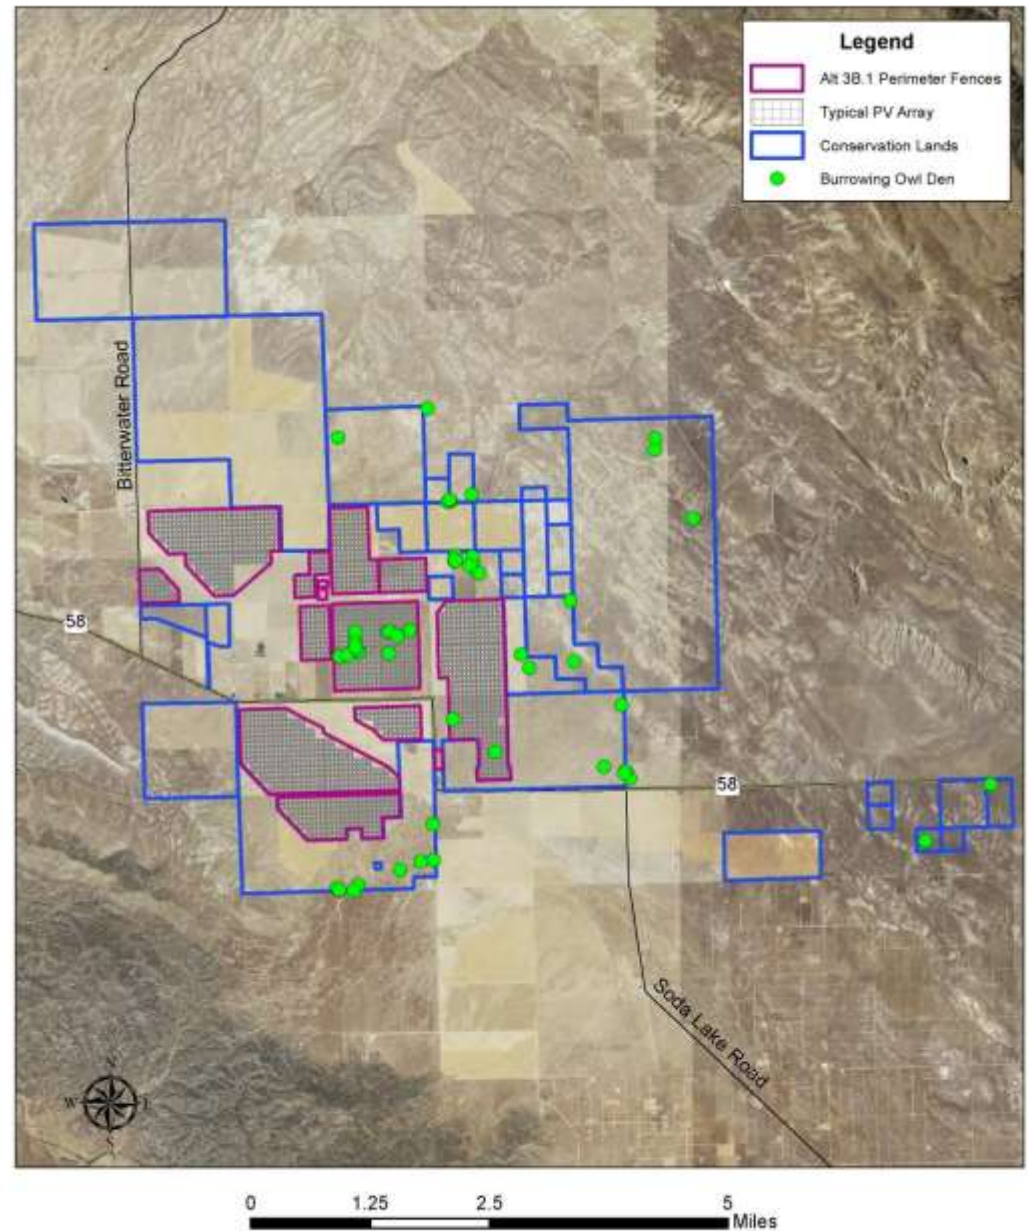 Legend
Alt 3B.1 Perimeter Fences
Typical PV Array
Conservation Lands
Burrowing Owl Den
Bitterwater Road
58
58
Soda Lake Road
N
W
E
S
0 1.25 2.5 5
Miles